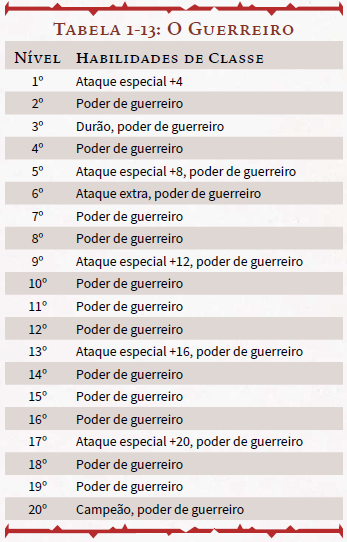 Tabela 1-13: O Guerreiro
Nível Habilidades de Classe
1º Ataque especial +4
2º Poder de guerreiro
3º Durão, poder de guerreiro
4º Poder de guerreiro
5º Ataque especial +8, poder de guerreiro
6º Ataque extra, poder de guerreiro
7º Poder de guerreiro
8º Poder de guerreiro
9º Ataque especial +12, poder de guerreiro
10º Poder de guerreiro
11º Poder de guerreiro
12º Poder de guerreiro
13º Ataque especial +16, poder de guerreiro
14º Poder de guerreiro
15º Poder de guerreiro
16º Poder de guerreiro
17º Ataque especial +20, poder de guerreiro
18º Poder de guerreiro
19º Poder de guerreiro
20º Campeão, poder de guerreiro